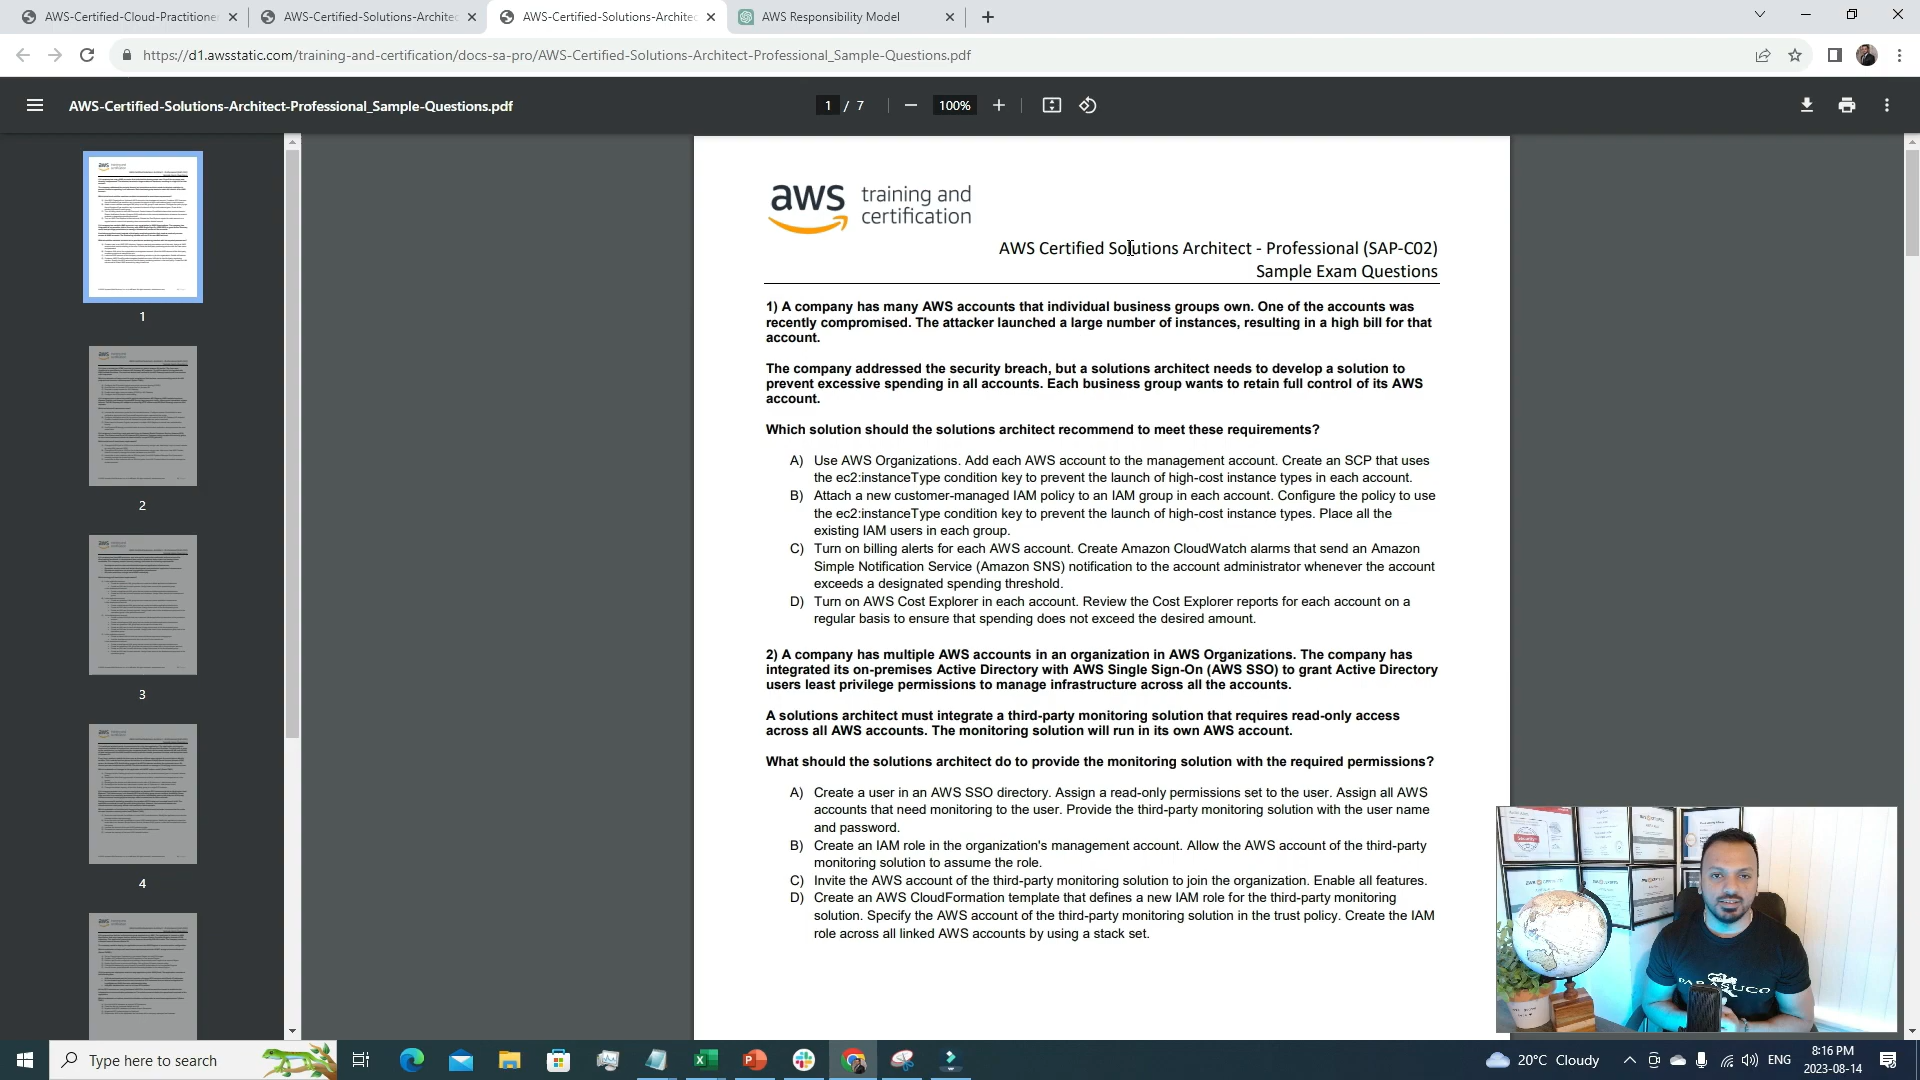 AWS-Certified-Cloud-Practitioner
AWS-Certified-Solutions-Architec
AWS-Certified-Solutions-Architec
AWS Responsibility Model
https://d1.awsstatic.com/training-and-certification/docs-sa-pro/AWS-Certified-Solutions-Architect-Professional_Sample-Questions.pdf
AWS-Certified-Solutions-Architect-Professional_Sample-Questions.pdf
1 / 7
100%
1
2
3
4
aws training and
certification
AWS Certified Solutions Architect - Professional (SAP-C02)
Sample Exam Questions
1) A company has many AWS accounts that individual business groups own. One of the accounts was
recently compromised. The attacker launched a large number of instances, resulting in a high bill for that
account.
The company addressed the security breach, but a solutions architect needs to develop a solution to
prevent excessive spending in all accounts. Each business group wants to retain full control of its AWS
account.
Which solution should the solutions architect recommend to meet these requirements?
A) Use AWS Organizations. Add each AWS account to the management account. Create an SCP that uses
the ec2:instanceType condition key to prevent the launch of high-cost instance types in each account.
B) Attach a new customer-managed IAM policy to an IAM group in each account. Configure the policy to use
the ec2:instanceType condition key to prevent the launch of high-cost instance types. Place all the
existing IAM users in each group.
C) Turn on billing alerts for each AWS account. Create Amazon CloudWatch alarms that send an Amazon
Simple Notification Service (Amazon SNS) notification to the account administrator whenever the account
exceeds a designated spending threshold.
D) Turn on AWS Cost Explorer in each account. Review the Cost Explorer reports for each account on a
regular basis to ensure that spending does not exceed the desired amount.
2) A company has multiple AWS accounts in an organization in AWS Organizations. The company has
integrated its on-premises Active Directory with AWS Single Sign-On (AWS SSO) to grant Active Directory
users least privilege permissions to manage infrastructure across all the accounts.
A solutions architect must integrate a third-party monitoring solution that requires read-only access
across all AWS accounts. The monitoring solution will run in its own AWS account.
What should the solutions architect do to provide the monitoring solution with the required permissions?
A) Create a user in an AWS SSO directory. Assign a read-only permissions set to the user. Assign all AWS
accounts that need monitoring to the user. Provide the third-party monitoring solution with the user name
and password.
B) Create an IAM role in the organization's management account. Allow the AWS account of the third-party
monitoring solution to assume the role.
C) Invite the AWS account of the third-party monitoring solution to join the organization. Enable all features.
D) Create an AWS CloudFormation template that defines a new IAM role for the third-party monitoring
solution. Specify the AWS account of the third-party monitoring solution in the trust policy. Create the IAM
role across all linked AWS accounts by using a stack set.
PARASUCO
Type here to search
20°C Cloudy
ENG
8:16 PM
2023-08-14